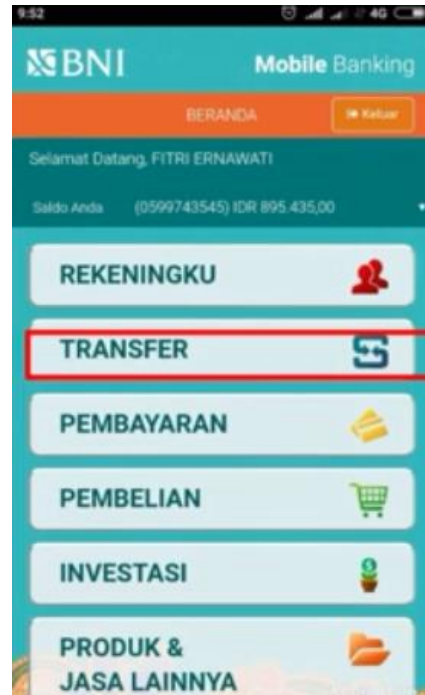 9:52
4G
BNI Mobile Banking
BERANDA
Keluar
Selamat Datang, FITRI ERNAWATI
Saldo Anda (0599743545) IDR 895.435,00
REKENINGKU
TRANSFER
PEMBAYARAN
PEMBELIAN
INVESTASI
PRODUK &
JASA LAINNYA